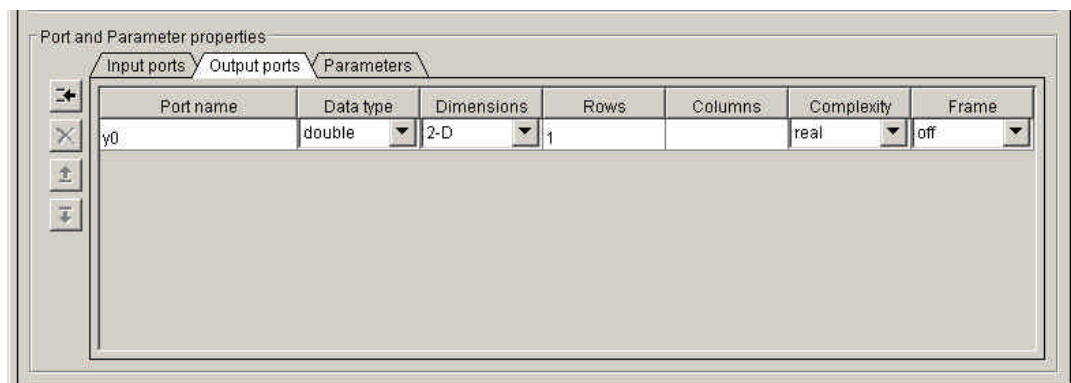 Port and Parameter properties
Input ports Output ports Parameters
Port name Data type Dimensions Rows Columns Complexity Frame
y0 double 2-D 1 real off